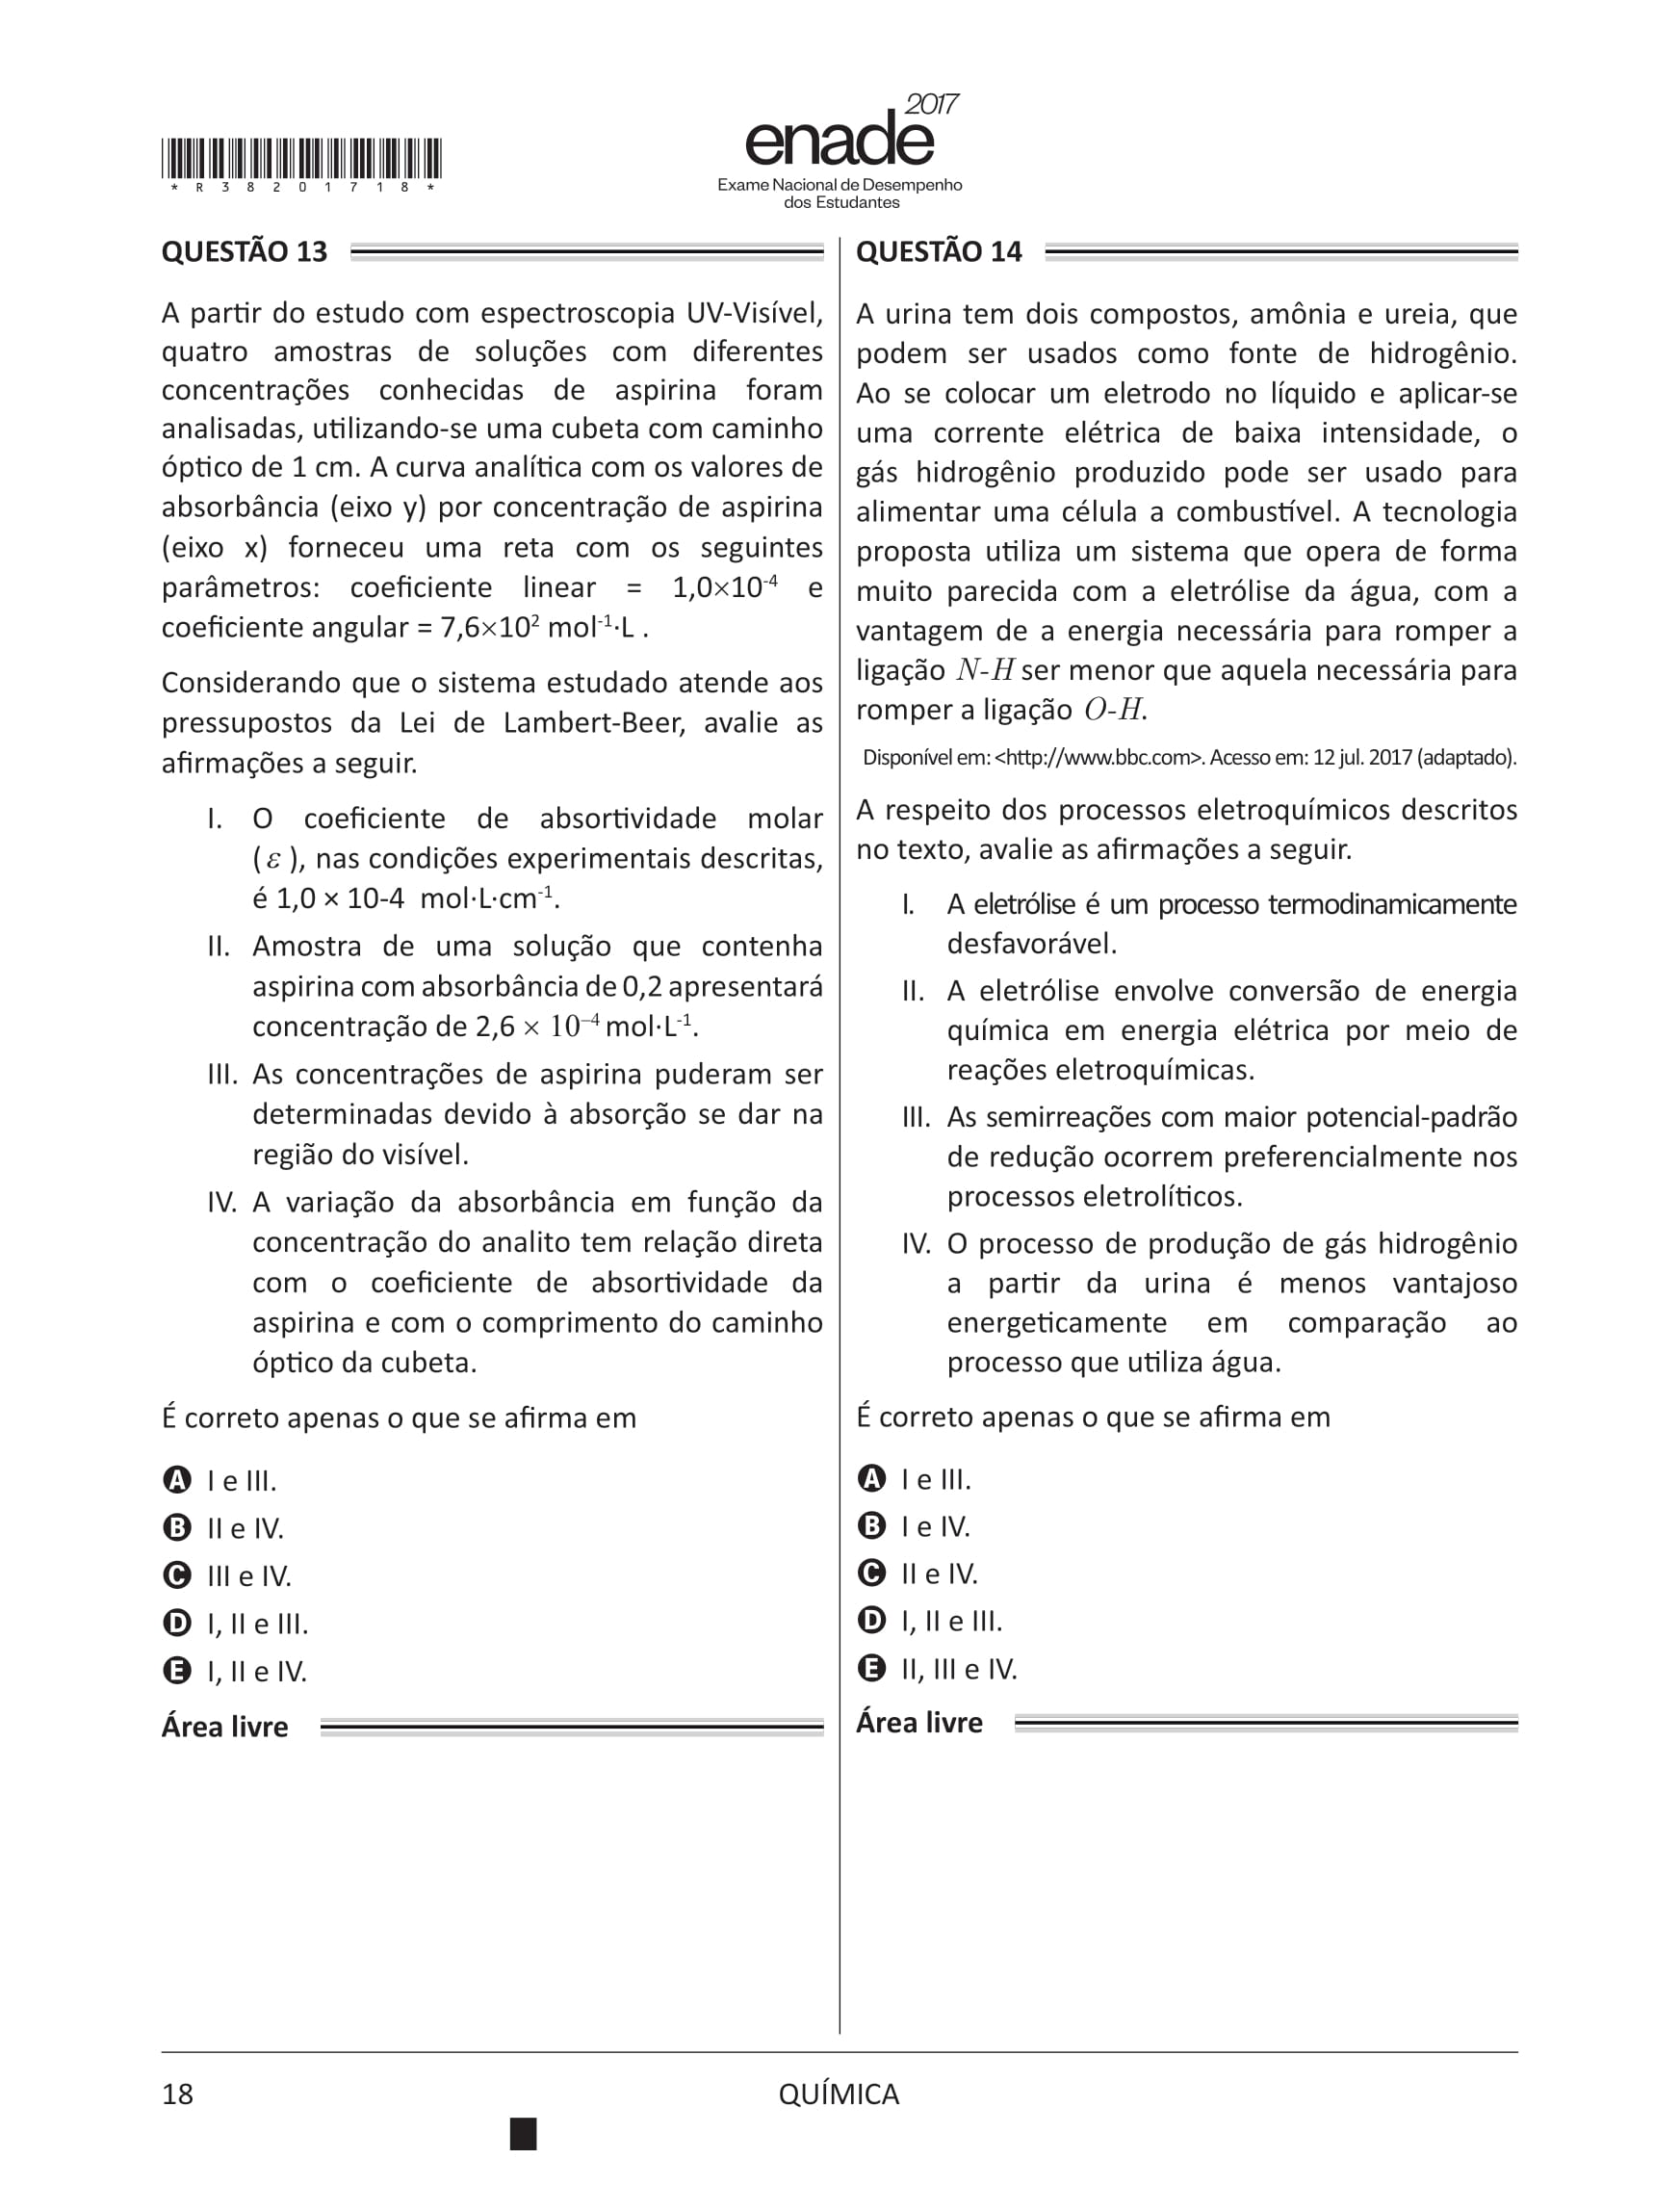 * R 3 8 2 0 1 7 1 8 *
2017
enade
Exame Nacional de Desempenho
dos Estudantes
QUESTÃO 13
A partir do estudo com espectroscopia UV-Visível,
quatro amostras de soluções com diferentes
concentrações conhecidas de aspirina foram
analisadas, utilizando-se uma cubeta com caminho
óptico de 1 cm. A curva analítica com os valores de
absorbância (eixo y) por concentração de aspirina
(eixo x) forneceu uma reta com os seguintes
parâmetros: coeficiente linear = 1,0×10⁻⁴ e
coeficiente angular = 7,6×10² mol⁻¹·L .
Considerando que o sistema estudado atende aos
pressupostos da Lei de Lambert-Beer, avalie as
afirmações a seguir.
I. O coeficiente de absortividade molar
( ε ), nas condições experimentais descritas,
é 1,0 × 10-4 mol·L·cm⁻¹.
II. Amostra de uma solução que contenha
aspirina com absorbância de 0,2 apresentará
concentração de 2,6 × 10⁻⁴ mol·L⁻¹.
III. As concentrações de aspirina puderam ser
determinadas devido à absorção se dar na
região do visível.
IV. A variação da absorbância em função da
concentração do analito tem relação direta
com o coeficiente de absortividade da
aspirina e com o comprimento do caminho
óptico da cubeta.
É correto apenas o que se afirma em
A I e III.
B II e IV.
C III e IV.
D I, II e III.
E I, II e IV.
Área livre
QUESTÃO 14
A urina tem dois compostos, amônia e ureia, que
podem ser usados como fonte de hidrogênio.
Ao se colocar um eletrodo no líquido e aplicar-se
uma corrente elétrica de baixa intensidade, o
gás hidrogênio produzido pode ser usado para
alimentar uma célula a combustível. A tecnologia
proposta utiliza um sistema que opera de forma
muito parecida com a eletrólise da água, com a
vantagem de a energia necessária para romper a
ligação N-H ser menor que aquela necessária para
romper a ligação O-H.
Disponível em: <http://www.bbc.com>. Acesso em: 12 jul. 2017 (adaptado).
A respeito dos processos eletroquímicos descritos
no texto, avalie as afirmações a seguir.
I. A eletrólise é um processo termodinamicamente
desfavorável.
II. A eletrólise envolve conversão de energia
química em energia elétrica por meio de
reações eletroquímicas.
III. As semirreações com maior potencial-padrão
de redução ocorrem preferencialmente nos
processos eletrolíticos.
IV. O processo de produção de gás hidrogênio
a partir da urina é menos vantajoso
energeticamente em comparação ao
processo que utiliza água.
É correto apenas o que se afirma em
A I e III.
B I e IV.
C II e IV.
D I, II e III.
E II, III e IV.
Área livre
18
QUÍMICA